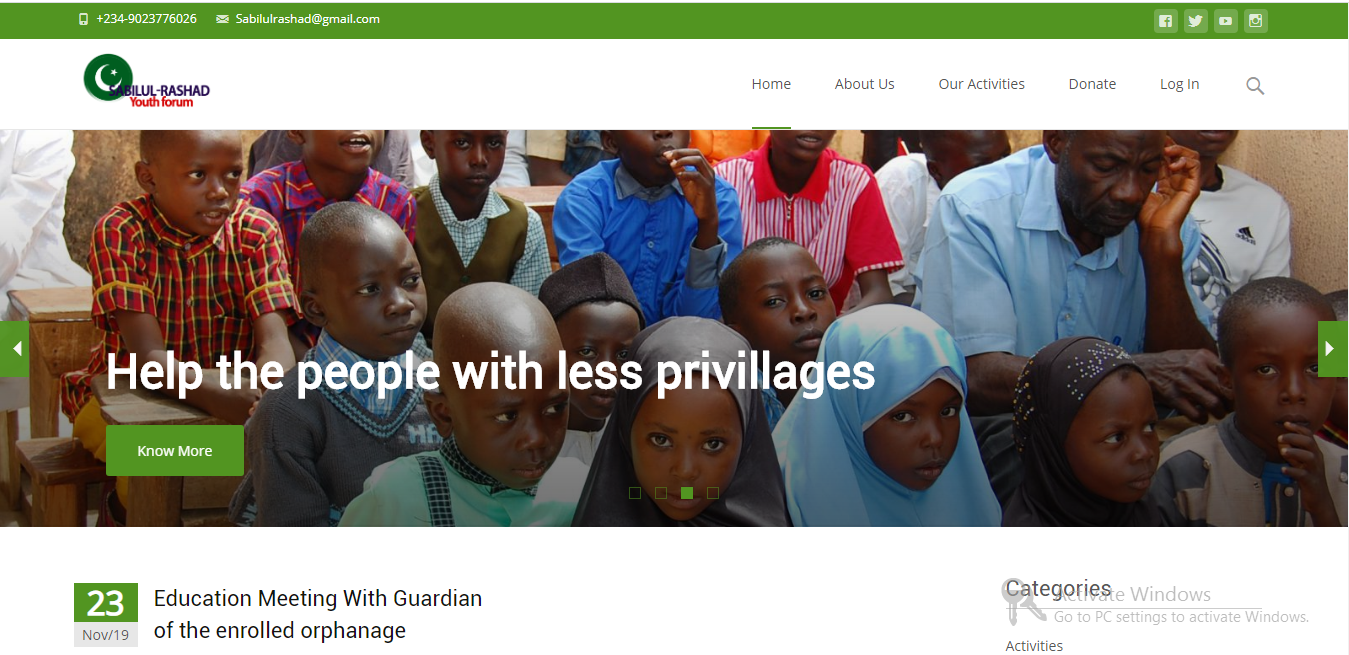 +234-9023776026 Sabilulrashad@gmail.com
SABILUL-RASHAD
Youth forum
Home About Us Our Activities Donate Log In
Help the people with less privillages
Know More
23
Nov/19
Education Meeting With Guardian
of the enrolled orphanage
Categories
Activate Windows
Go to PC settings to activate Windows.
Activities